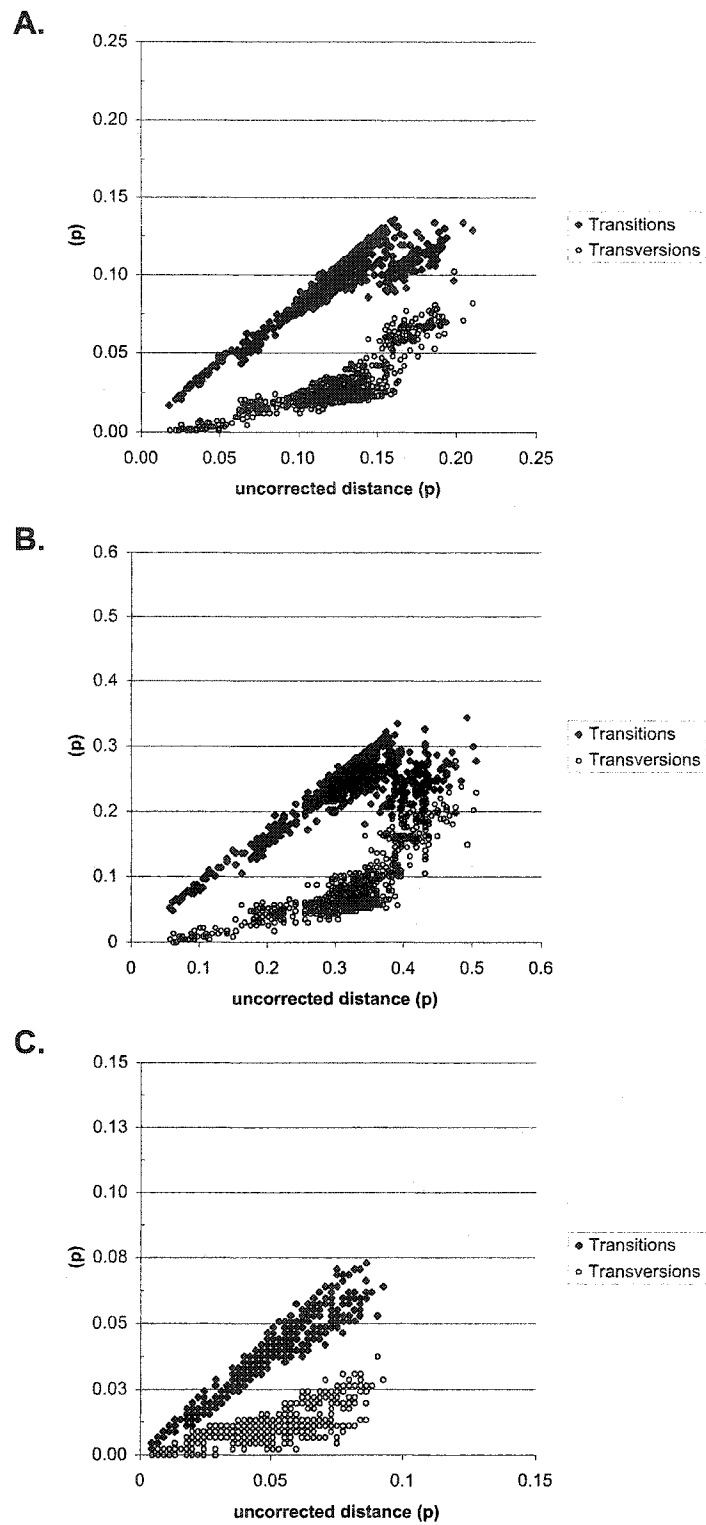 A.
0.25
0.20
0.15
0.10
0.05
0.00
(p)
0.00 0.05 0.10 0.15 0.20 0.25
uncorrected distance (p)
Transitions
Transversions
B.
0.6
0.5
0.4
0.3
0.2
0.1
0
(p)
0 0.1 0.2 0.3 0.4 0.5 0.6
uncorrected distance (p)
Transitions
Transversions
C.
0.15
0.13
0.10
0.08
0.05
0.03
0.00
(p)
0 0.05 0.1 0.15
uncorrected distance (p)
Transitions
Transversions